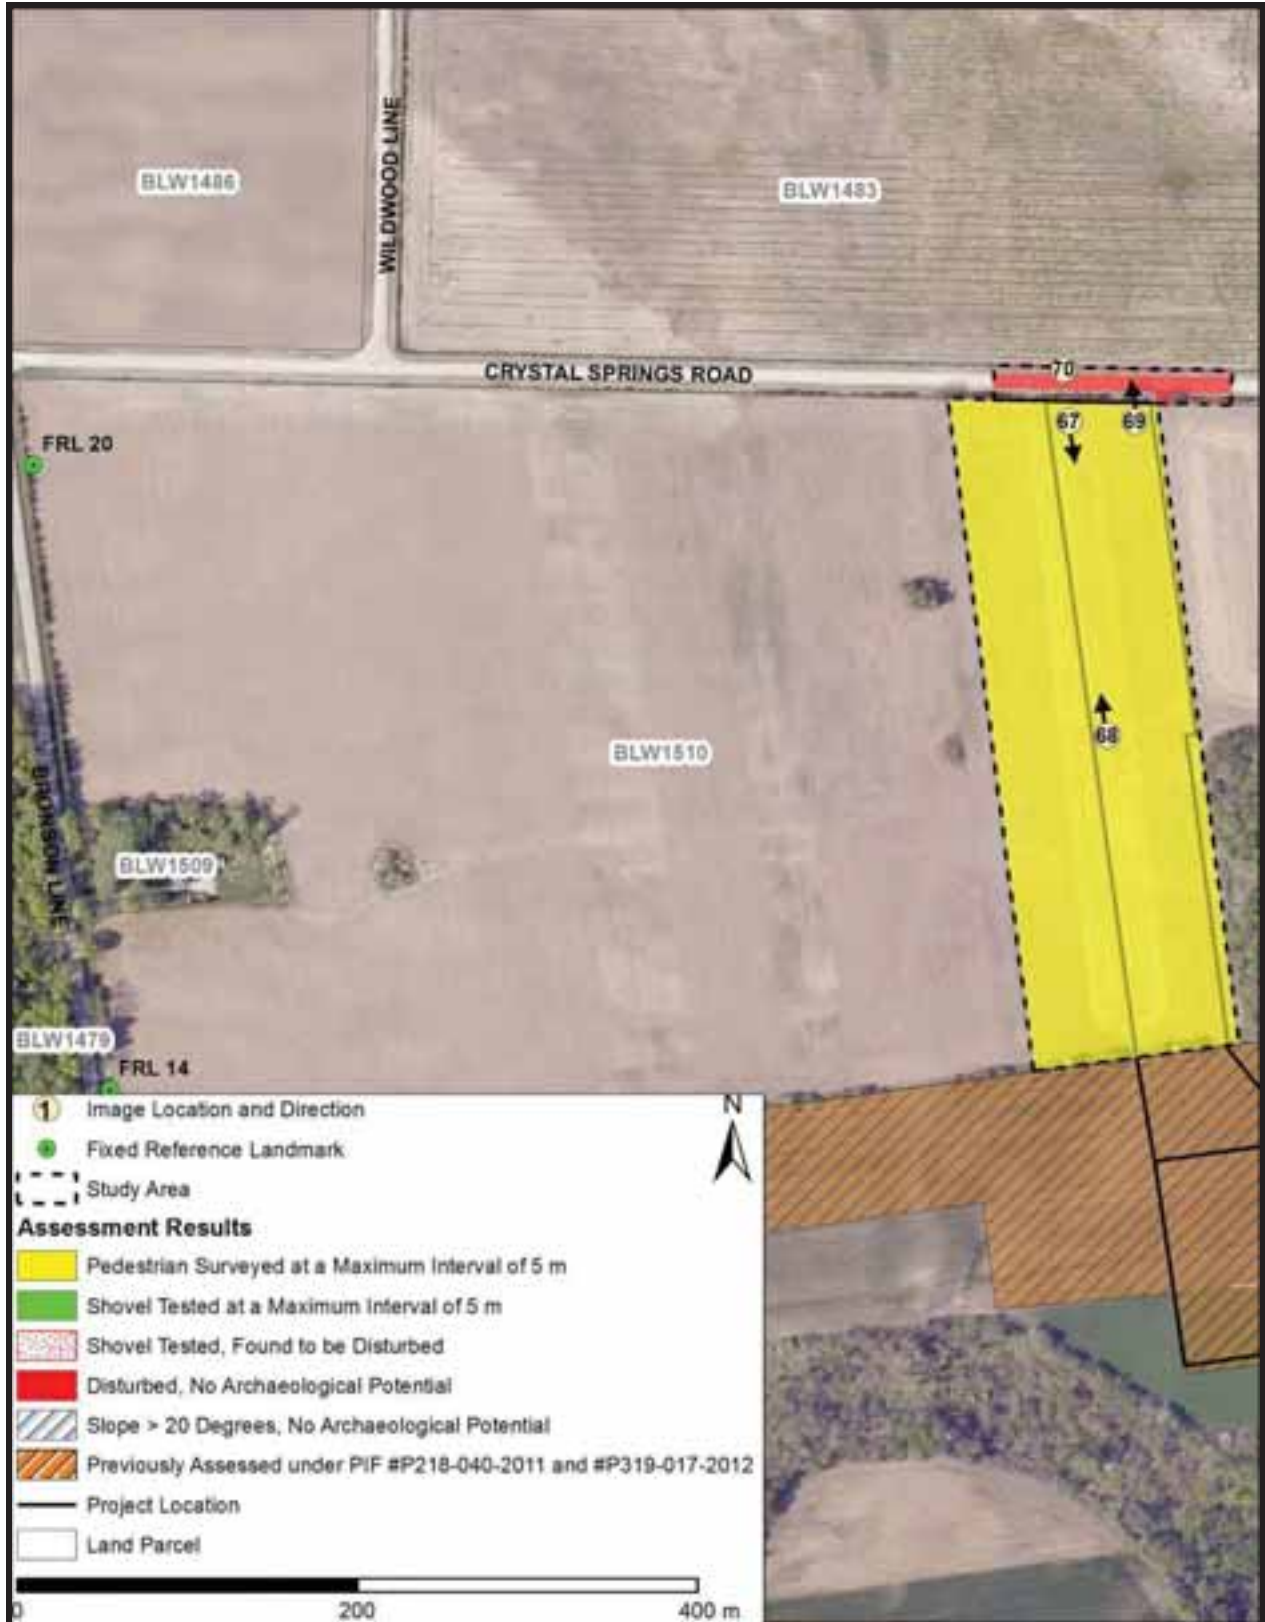 WILDWOOD LINE
BLW1486
BLW1483
CRYSTAL SPRINGS ROAD
70
67
69
FRL 20
68
BLW1510
BRONSON LINE
BLW1509
BLW1479
FRL 14
1 Image Location and Direction
N
Fixed Reference Landmark
Study Area
Assessment Results
Pedestrian Surveyed at a Maximum Interval of 5 m
Shovel Tested at a Maximum Interval of 5 m
Shovel Tested, Found to be Disturbed
Disturbed, No Archaeological Potential
Slope > 20 Degrees, No Archaeological Potential
Previously Assessed under PIF #P218-040-2011 and #P319-017-2012
Project Location
Land Parcel
0 200 400 m